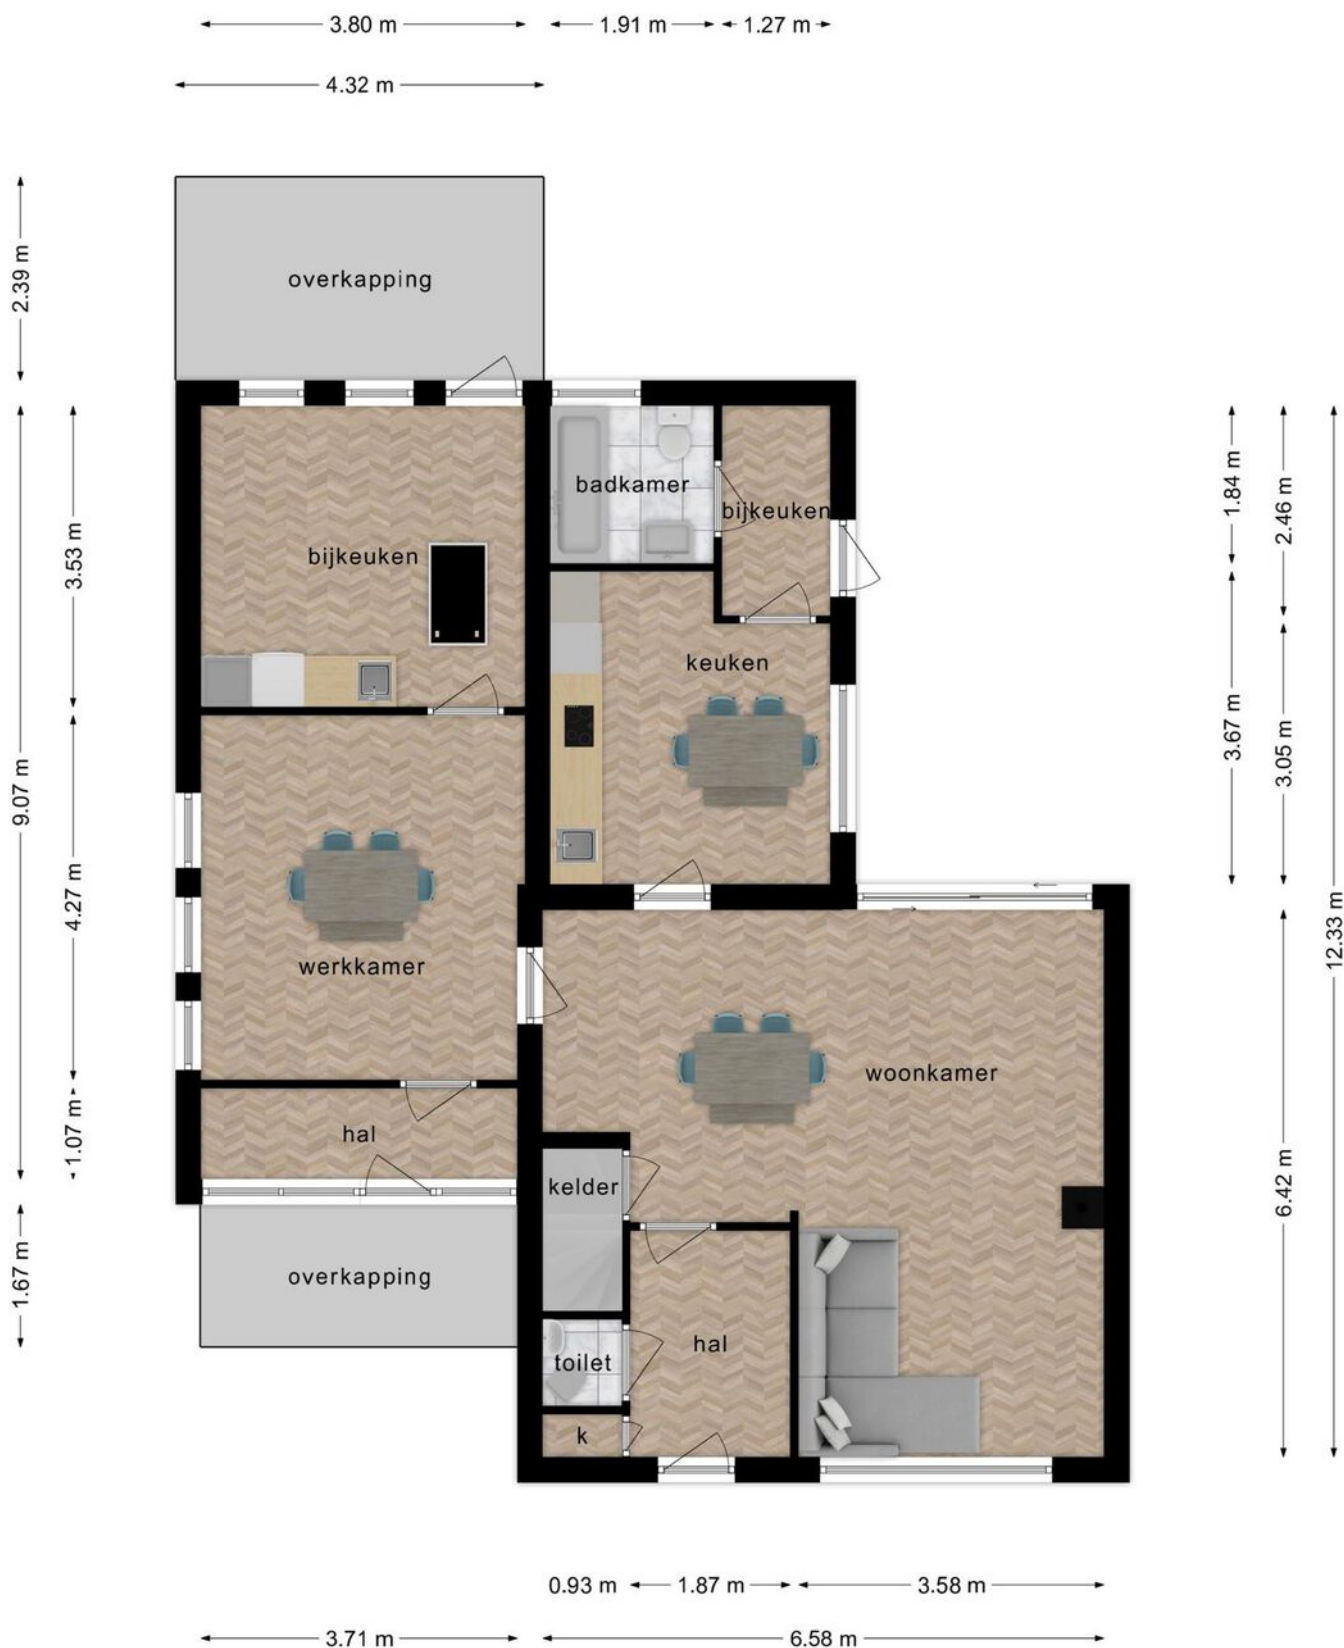 3.80 m
1.91 m
1.27 m
4.32 m
overkapping
2.39 m
badkamer
bijkeuken
bijkeuken
1.84 m
2.46 m
3.53 m
keuken
3.67 m
3.05 m
9.07 m
4.27 m
werkkamer
12.33 m
woonkamer
1.07 m
hal
kelder
6.42 m
1.67 m
overkapping
hal
toilet
k
0.93 m
1.87 m
3.58 m
3.71 m
6.58 m